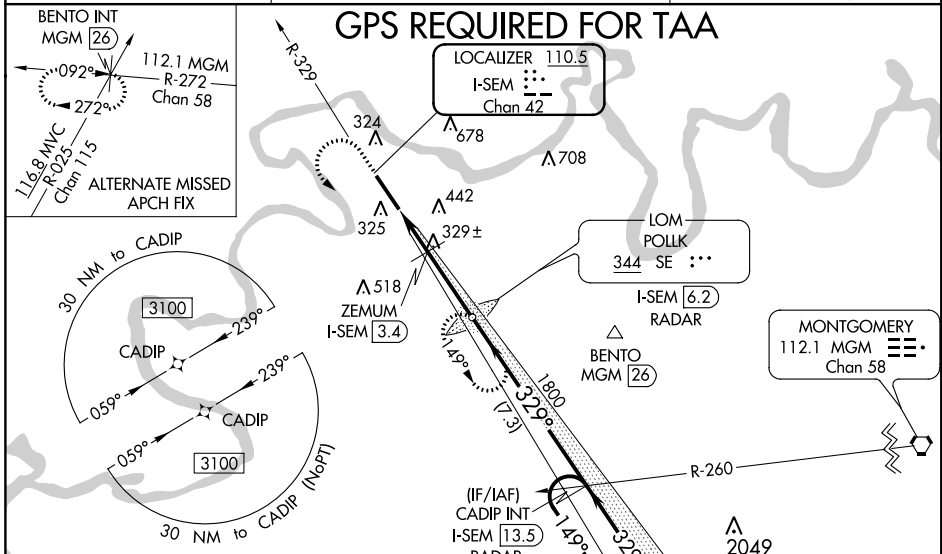 GPS REQUIRED FOR TAA
BENTO INT
MGM 26
092°
272°
112.1 MGM
R-272
Chan 58
116.8 MVC
R-025
Chan 115
ALTERNATE MISSED
APCH FIX
R-329
LOCALIZER 110.5
I-SEM
Chan 42
324
678
708
325
442
329±
518
ZEMUM
I-SEM 3.4
LOM
POLLK
344 SE
I-SEM 6.2
RADAR
BENTO
MGM 26
MONTGOMERY
112.1 MGM
Chan 58
30 NM to CADIP
3100
239°
CADIP
059°
239°
CADIP
059°
3100
30 NM to CADIP (NoPT)
149°
1800
329°
(7.3)
R-260
(IF/IAF)
CADIP INT
I-SEM 13.5
RADAR
149°
329
2049